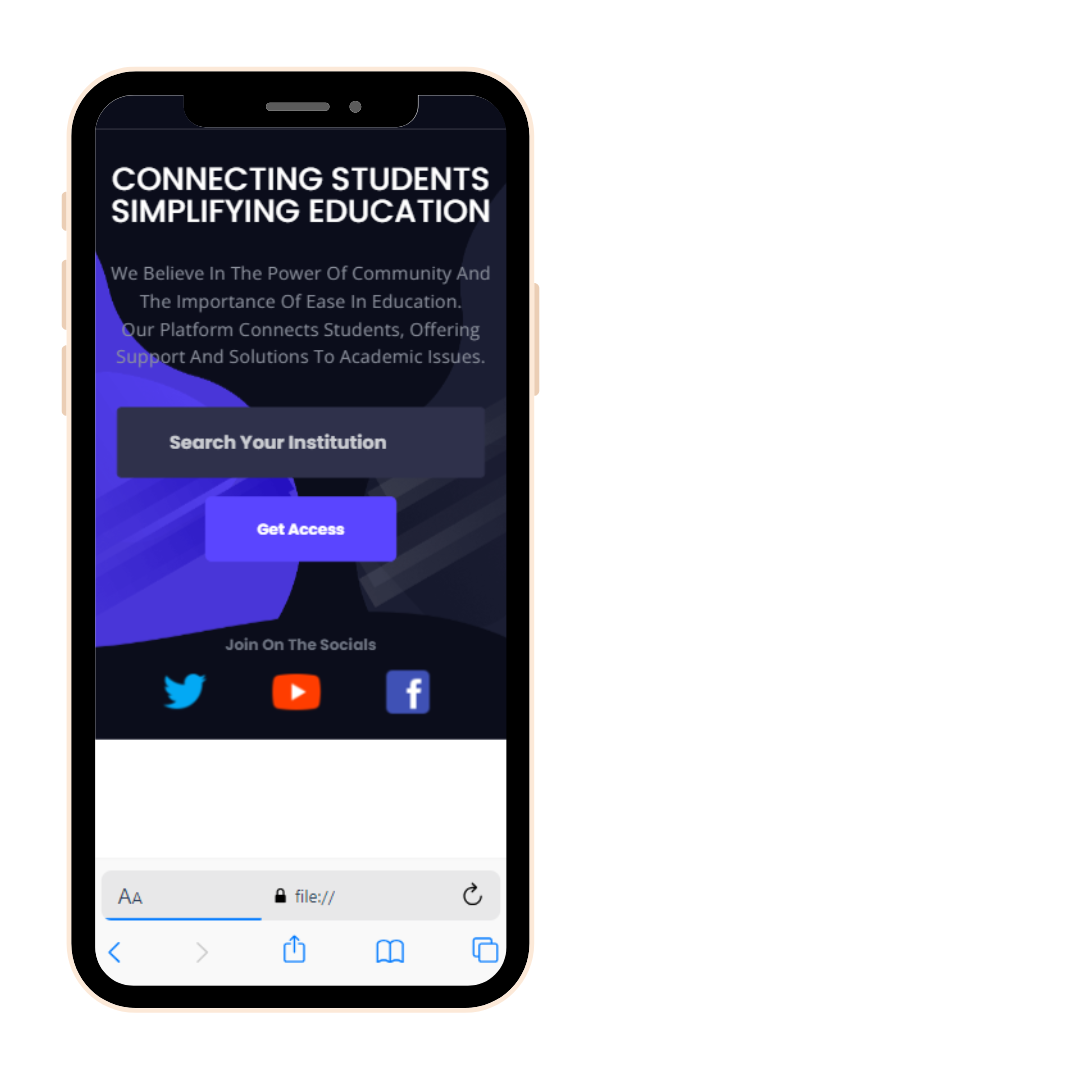 CONNECTING STUDENTS
SIMPLIFYING EDUCATION
We Believe In The Power Of Community And
The Importance Of Ease In Education.
Our Platform Connects Students, Offering
Support And Solutions To Academic Issues.
Search Your Institution
Get Access
Join On The Socials
f
AA file://